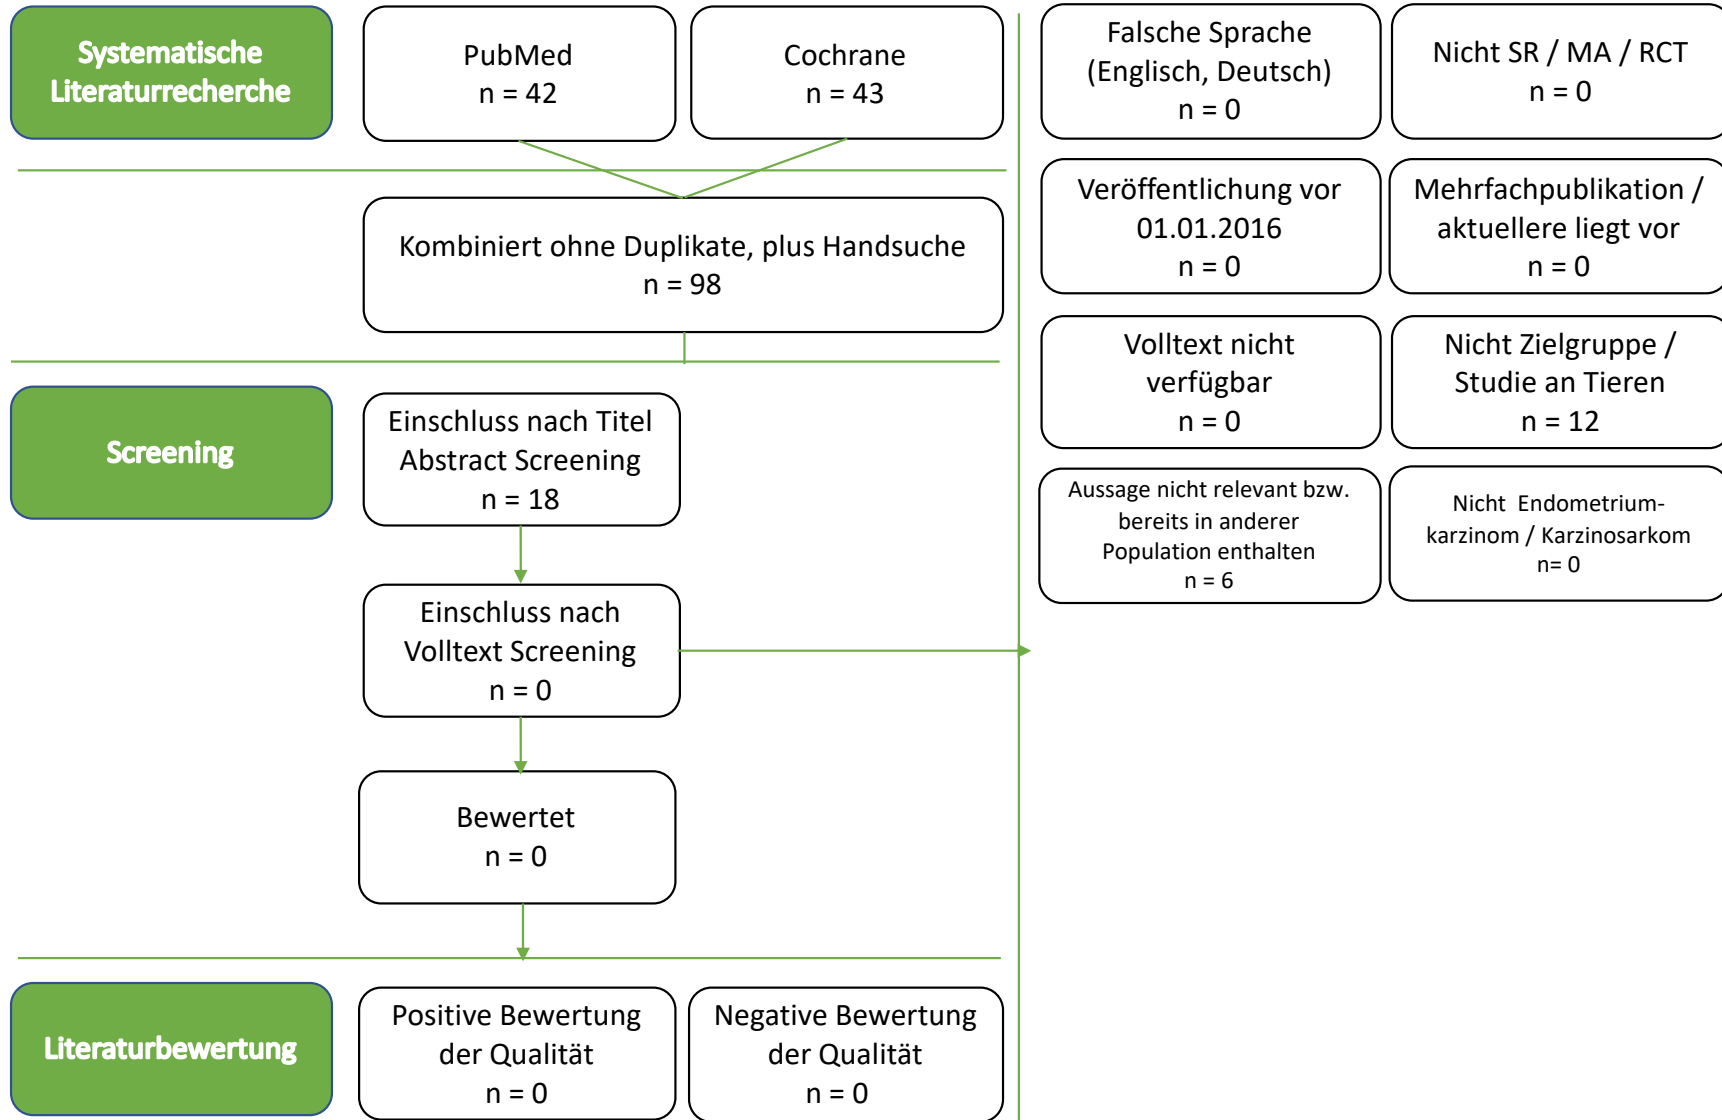 Systematische
Literaturrecherche
PubMed
n = 42
Cochrane
n = 43
Kombiniert ohne Duplikate, plus Handsuche
n = 98
Screening
Einschluss nach Titel
Abstract Screening
n = 18
Einschluss nach
Volltext Screening
n = 0
Bewertet
n = 0
Literaturbewertung
Positive Bewertung
der Qualität
n = 0
Negative Bewertung
der Qualität
n = 0
Falsche Sprache
(Englisch, Deutsch)
n = 0
Nicht SR / MA / RCT
n = 0
Veröffentlichung vor
01.01.2016
n = 0
Mehrfachpublikation /
aktuellere liegt vor
n = 0
Volltext nicht
verfügbar
n = 0
Nicht Zielgruppe /
Studie an Tieren
n = 12
Aussage nicht relevant bzw.
bereits in anderer
Population enthalten
n = 6
Nicht Endometrium-
karzinom / Karzinosarkom
n= 0